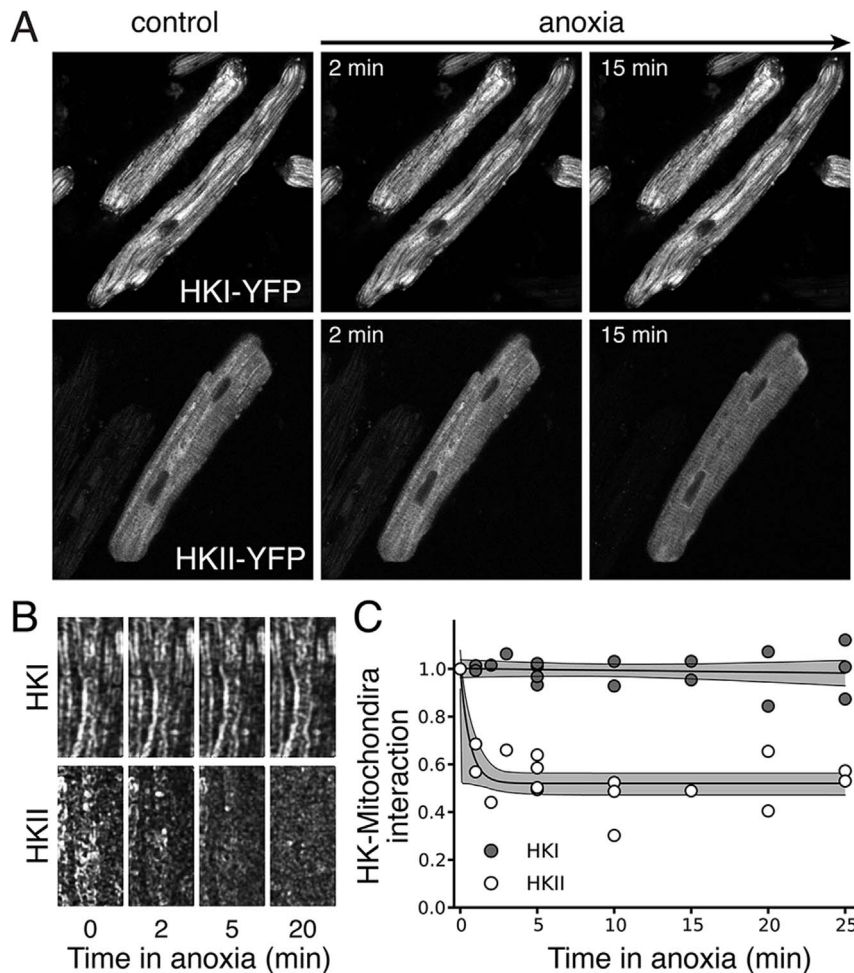 A
control
anoxia
2 min
15 min
HKI-YFP
2 min
15 min
HKII-YFP
B
HKI
HKII
0 2 5 20
Time in anoxia (min)
C
HK-Mitochondira
interaction
1.0
0.8
0.6
0.4
0.2
0.0
HKI
HKII
0 5 10 15 20 25
Time in anoxia (min)